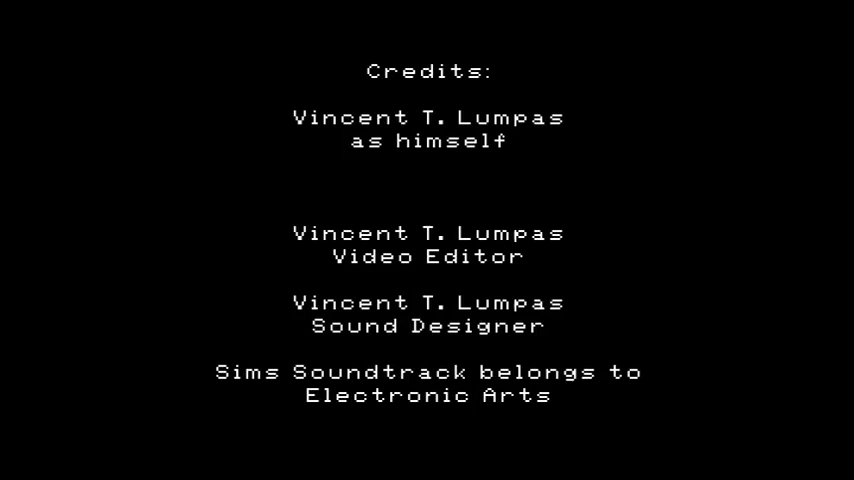 Credits:
Vincent T. Lumpas
as himself
Vincent T. Lumpas
Video Editor
Vincent T. Lumpas
Sound Designer
Sims Soundtrack belongs to
Electronic Arts